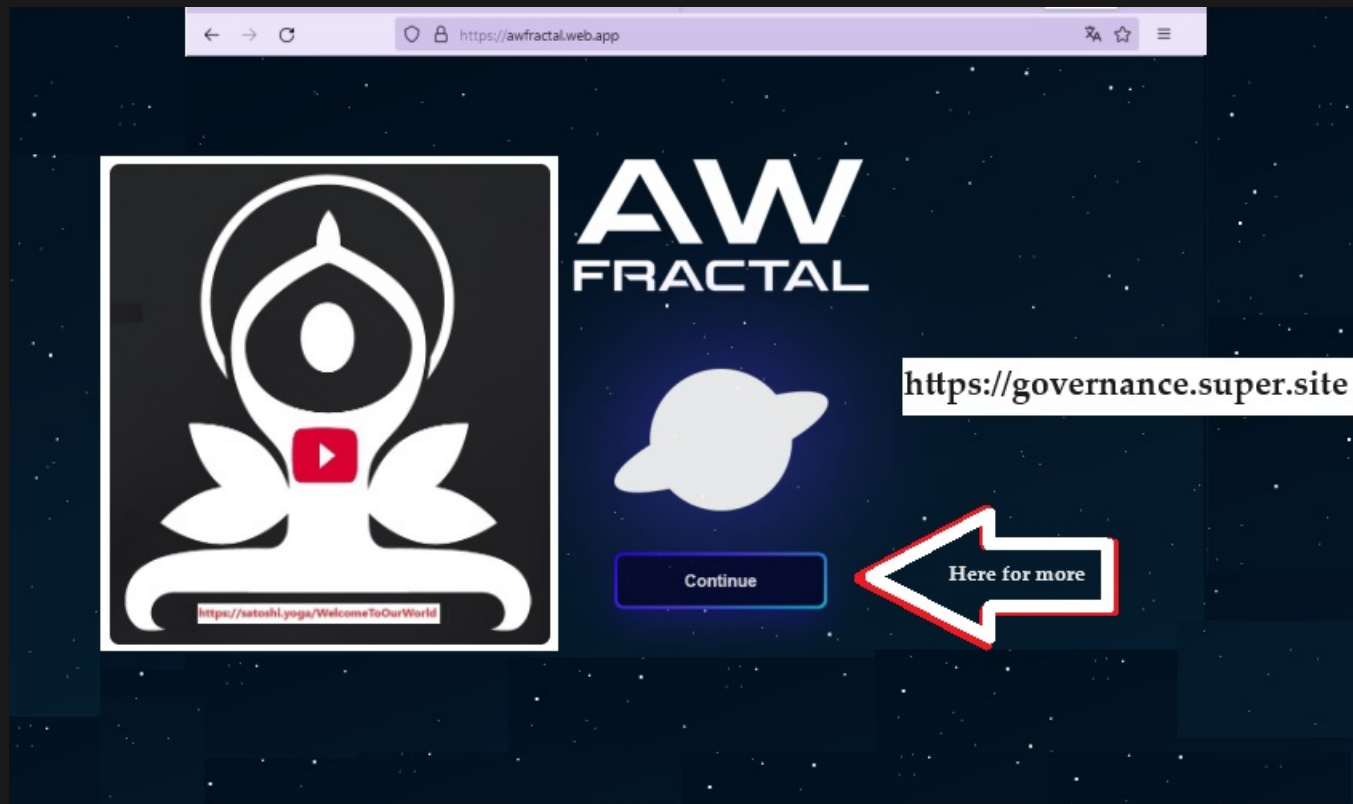 https://awfractal.web.app
AW
FRACTAL
https://governance.super.site
Continue
Here for more
https://satoshi.yoga/WelcomeToOurWorld